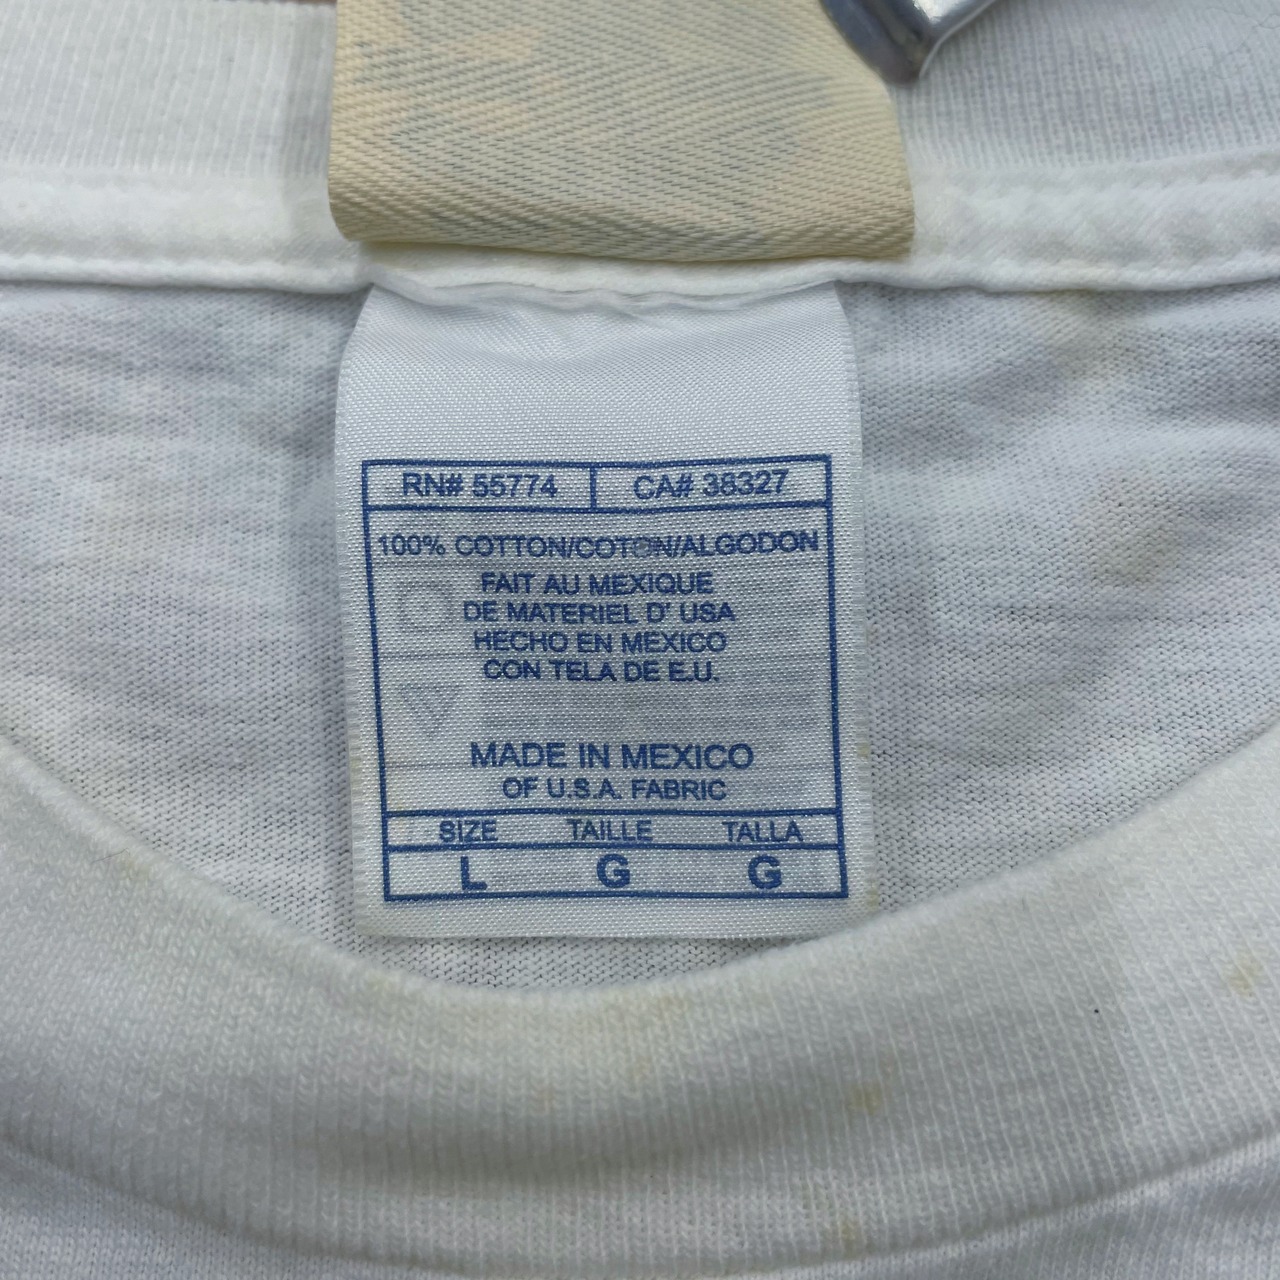 RN# 55774 CA# 38327
100% COTTON/COTON/ALGODON
FAIT AU MEXIQUE
DE MATERIEL D' USA
HECHO EN MEXICO
CON TELA DE E.U.
MADE IN MEXICO
OF U.S.A. FABRIC
SIZE TAILLE TALLA
L G G